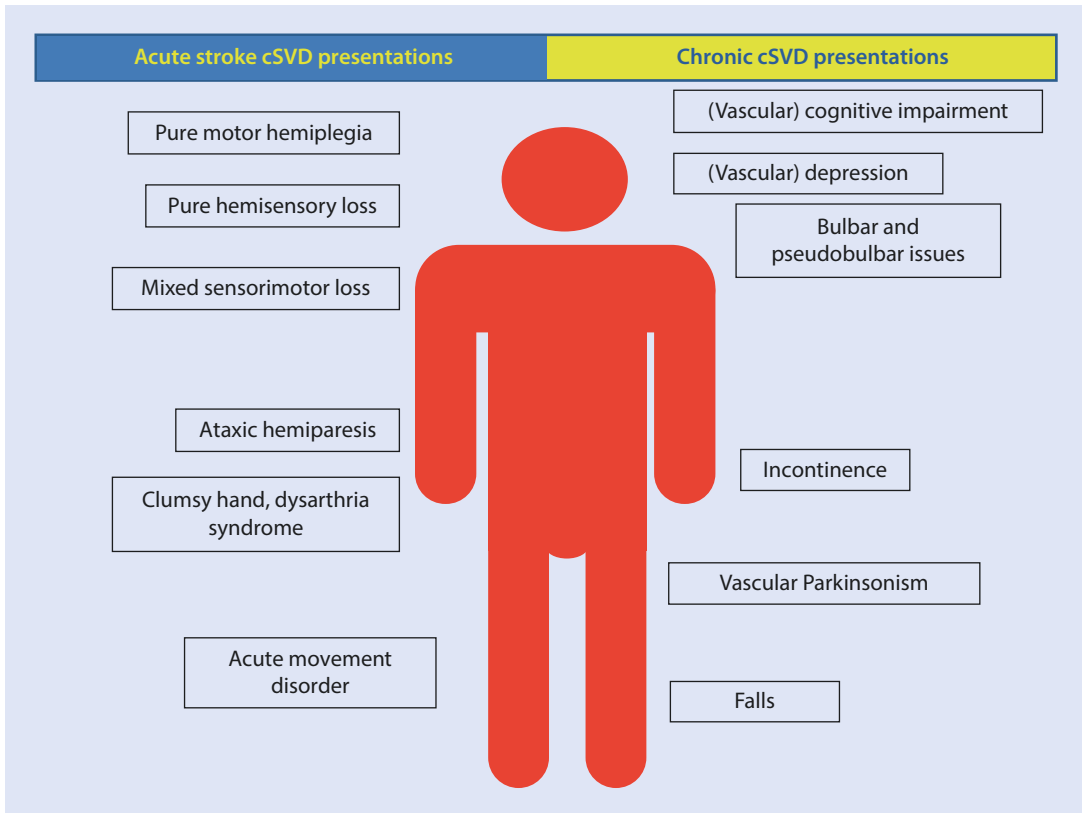 Acute stroke cSVD presentations
Chronic cSVD presentations
Pure motor hemiplegia
Pure hemisensory loss
Mixed sensorimotor loss
Ataxic hemiparesis
Clumsy hand, dysarthria
syndrome
Acute movement
disorder
(Vascular) cognitive impairment
(Vascular) depression
Bulbar and
pseudobulbar issues
Incontinence
Vascular Parkinsonism
Falls